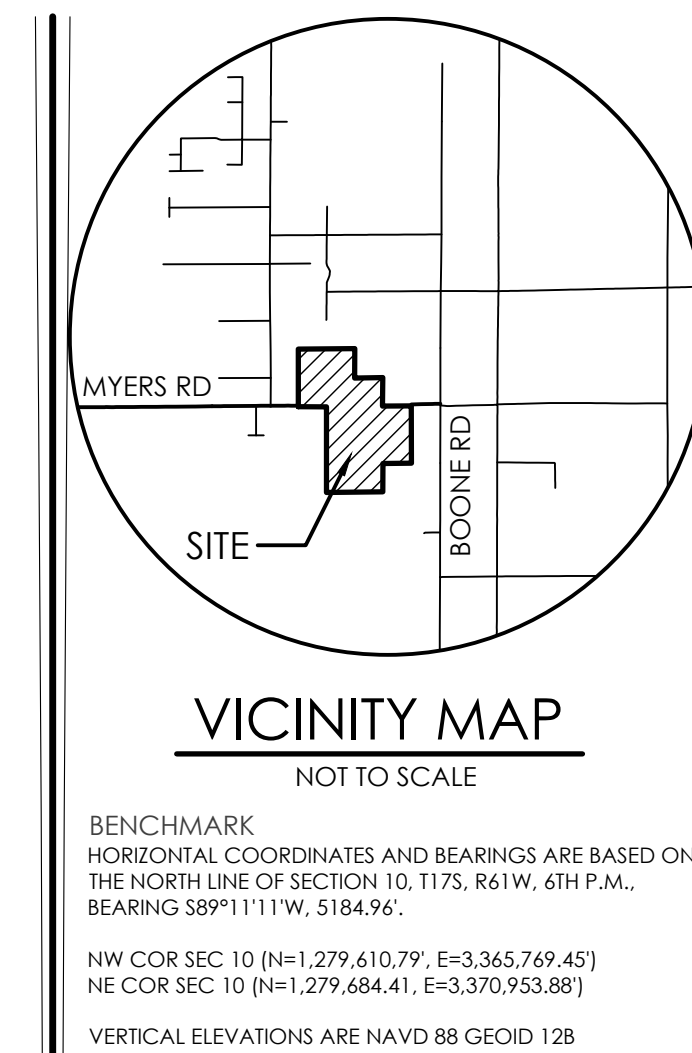 MYERS RD
BOONE RD
SITE
VICINITY MAP
NOT TO SCALE
BENCHMARK
HORIZONTAL COORDINATES AND BEARINGS ARE BASED ON
THE NORTH LINE OF SECTION 10, T17S, R61W, 6TH P.M.,
BEARING S89°11'11'W, 5184.96'.
NW COR SEC 10 (N=1,279,610,79', E=3,365,769.45')
NE COR SEC 10 (N=1,279,684.41, E=3,370,953.88')
VERTICAL ELEVATIONS ARE NAVD 88 GEOID 12B